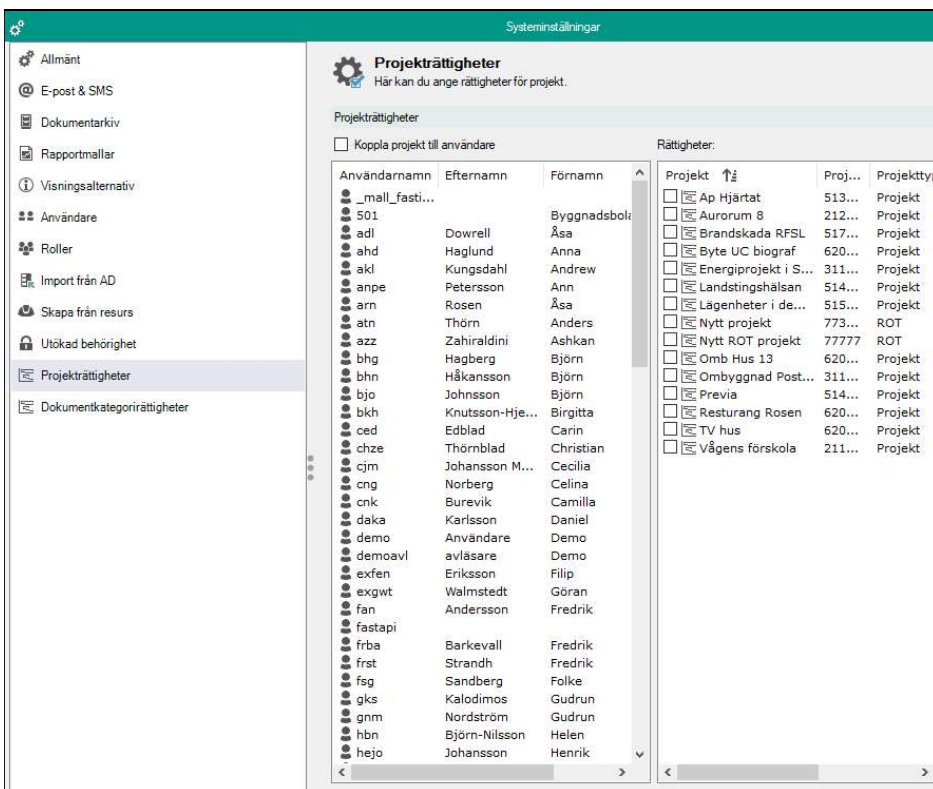 Systeminställningar
Allmänt
E-post & SMS
Dokumentarkiv
Rapportmallar
Visningsalternativ
Användare
Roller
Import från AD
Skapa från resurs
Utökad behörighet
Projekträttigheter
Dokumentkategorirättigheter
Projekträttigheter
Här kan du ange rättigheter för projekt.
Projekträttigheter
Koppla projekt till användare
Användarnamn Efternamn Förnamn
_mall_fasti...
501 Byggnadsbola
adl Dowrell Åsa
ahd Haglund Anna
akl Kungsdahl Andrew
anpe Petersson Ann
arn Rosen Åsa
atn Thörn Anders
azz Zahiraldini Ashkan
bhg Hagberg Björn
bhn Håkansson Björn
bjo Johnsson Björn
bkh Knutsson-Hje... Birgitta
ced Edblad Carin
chze Thörnblad Christian
cjm Johansson M... Cecilia
cng Norberg Celina
cnk Burevik Camilla
daka Karlsson Daniel
demo Användare Demo
demoavl avläsare Demo
exfen Eriksson Filip
exgwt Walmstedt Göran
fan Andersson Fredrik
fastapi
frba Barkevall Fredrik
frst Strandh Fredrik
fsg Sandberg Folke
gks Kalodimos Gudrun
gnm Nordström Gudrun
hbn Björn-Nilsson Helen
hejo Johansson Henrik
Rättigheter:
Projekt Proj... Projektty
Ap Hjärtat 513... Projekt
Aurorum 8 212... Projekt
Brandskada RFSL 517... Projekt
Byte UC biograf 620... Projekt
Energiprojekt i S... 311... Projekt
Landstingshälsan 514... Projekt
Lägenheter i de... 515... Projekt
Nytt projekt 773... ROT
Nytt ROT projekt 77777 ROT
Omb Hus 13 620... Projekt
Ombyggnad Post... 311... Projekt
Previa 514... Projekt
Resturang Rosen 620... Projekt
TV hus 620... Projekt
Vågens förskola 211... Projekt